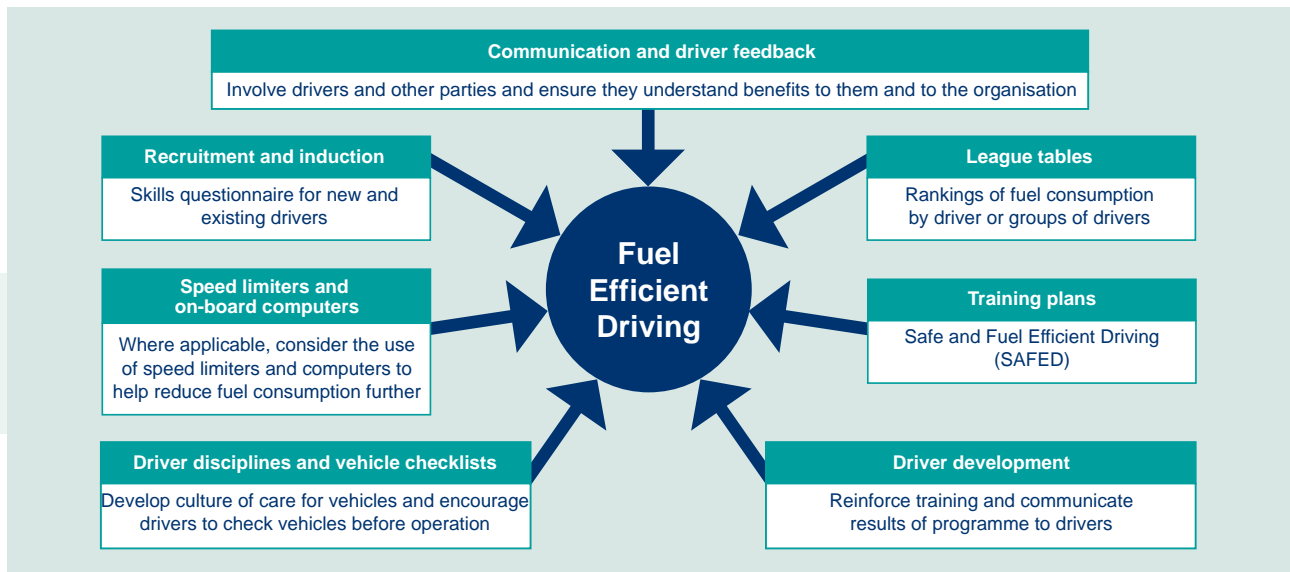 Communication and driver feedback
Involve drivers and other parties and ensure they understand benefits to them and to the organisation
Recruitment and induction
Skills questionnaire for new and
existing drivers
League tables
Rankings of fuel consumption
by driver or groups of drivers
Fuel
Efficient
Driving
Speed limiters and
on-board computers
Where applicable, consider the use
of speed limiters and computers to
help reduce fuel consumption further
Training plans
Safe and Fuel Efficient Driving
(SAFED)
Driver disciplines and vehicle checklists
Develop culture of care for vehicles and encourage
drivers to check vehicles before operation
Driver development
Reinforce training and communicate
results of programme to drivers